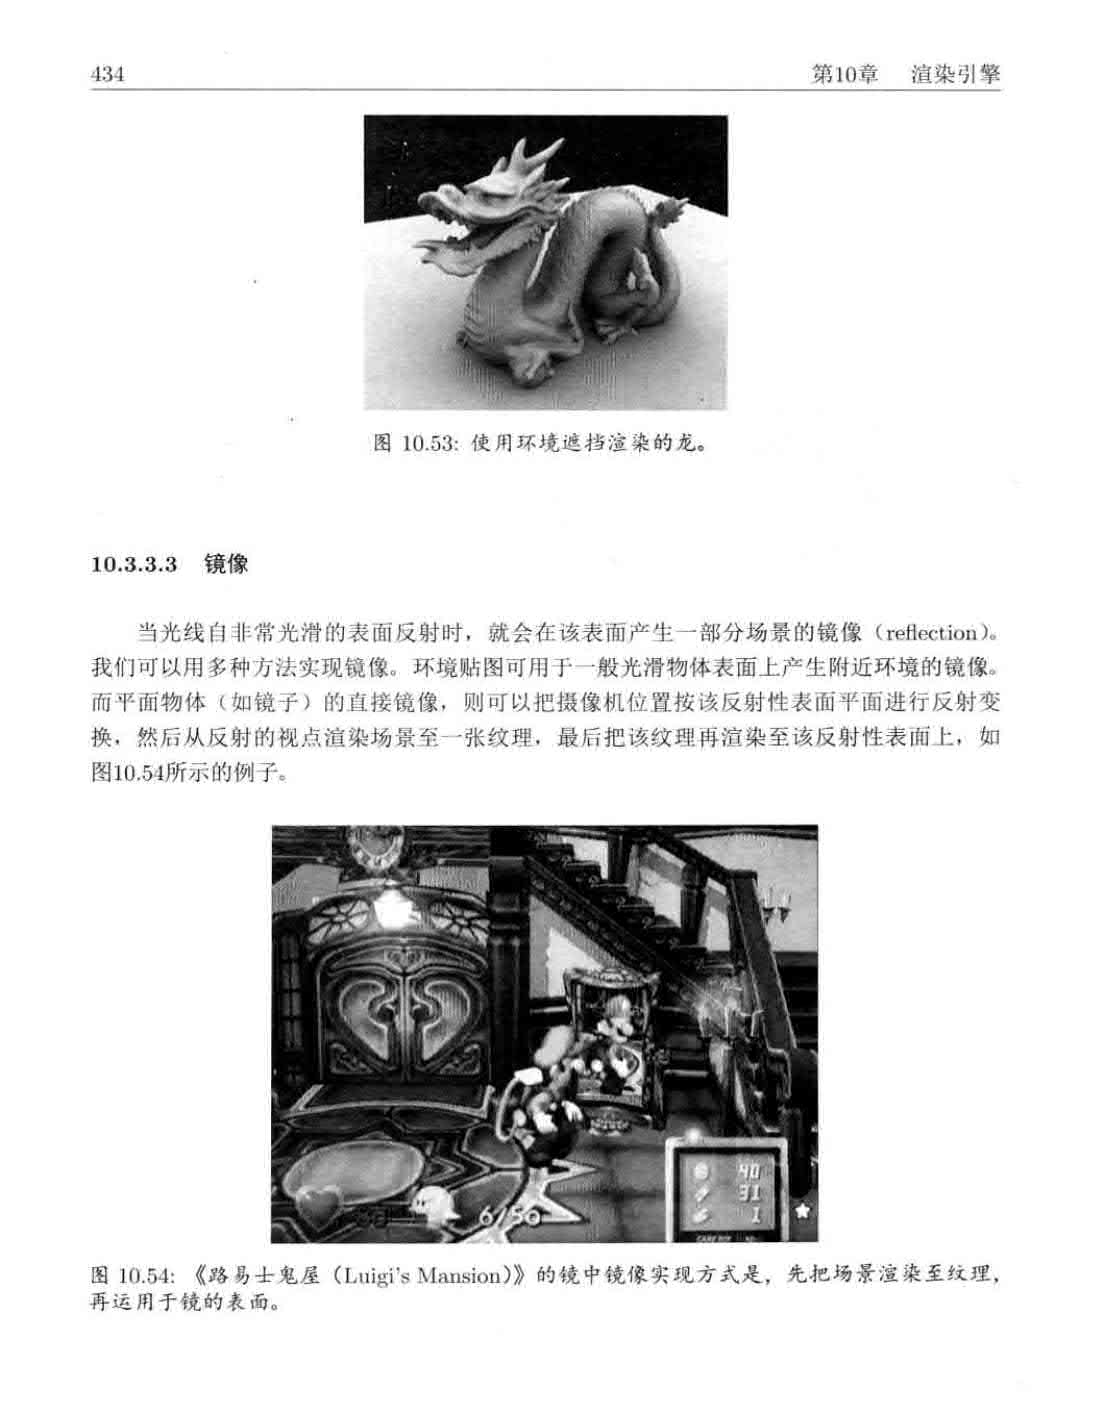 434
第10章 渲染引擎
图 10.53: 使用环境遮挡渲染的龙。
10.3.3.3 镜像
当光线自非常光滑的表面反射时，就会在该表面产生一部分场景的镜像（reflection）。
我们可以用多种方法实现镜像。环境贴图可用于一般光滑物体表面上产生附近环境的镜像。
而平面物体（如镜子）的直接镜像，则可以把摄像机位置按该反射性表面平面进行反射变
换，然后从反射的视点渲染场景至一张纹理，最后把该纹理再渲染至该反射性表面上，如
图10.54所示的例子。
40
31
1
6/50
图 10.54: 《路易士鬼屋（Luigi's Mansion）》的镜中镜像实现方式是，先把场景渲染至纹理，
再运用于镜的表面。